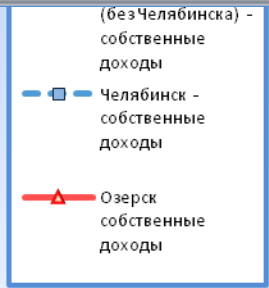 (без Челябинска) –
собственные
доходы
Челябинск -
собственные
доходы
Озерск
собственные
доходы